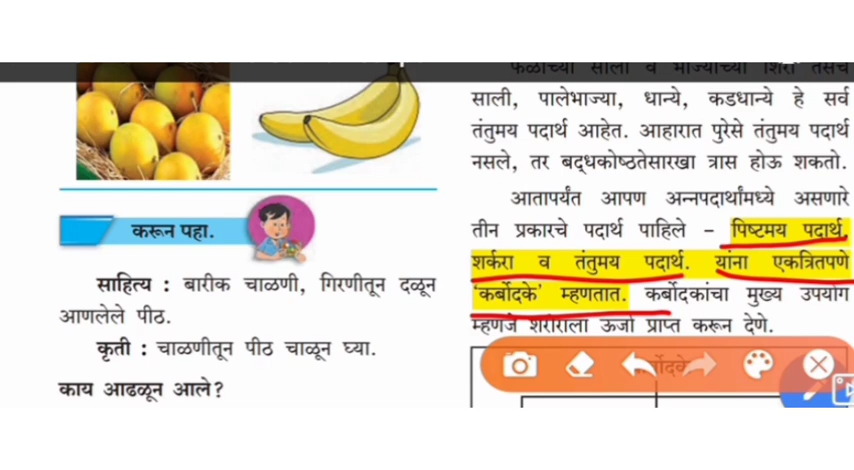 करून पहा.
साहित्य : बारीक चाळणी, गिरणीतून दळून
आणलेले पीठ.
कृती : चाळणीतून पीठ चाळून घ्या.
काय आढळून आले?
फळांच्या साली व भाज्यांच्या शिरा तसेच
साली, पालेभाज्या, धान्ये, कडधान्ये हे सर्व
तंतुमय पदार्थ आहेत. आहारात पुरेसे तंतुमय पदार्थ
नसले, तर बद्धकोष्ठतेसारखा त्रास होऊ शकतो.
आतापर्यंत आपण अन्नपदार्थांमध्ये असणारे
तीन प्रकारचे पदार्थ पाहिले – पिष्टमय पदार्थ,
शर्करा व तंतुमय पदार्थ. यांना एकत्रितपणे
‘कर्बोदके’ म्हणतात. कर्बोदकांचा मुख्य उपयोग
म्हणजे शरीराला ऊर्जा प्राप्त करून देणे.